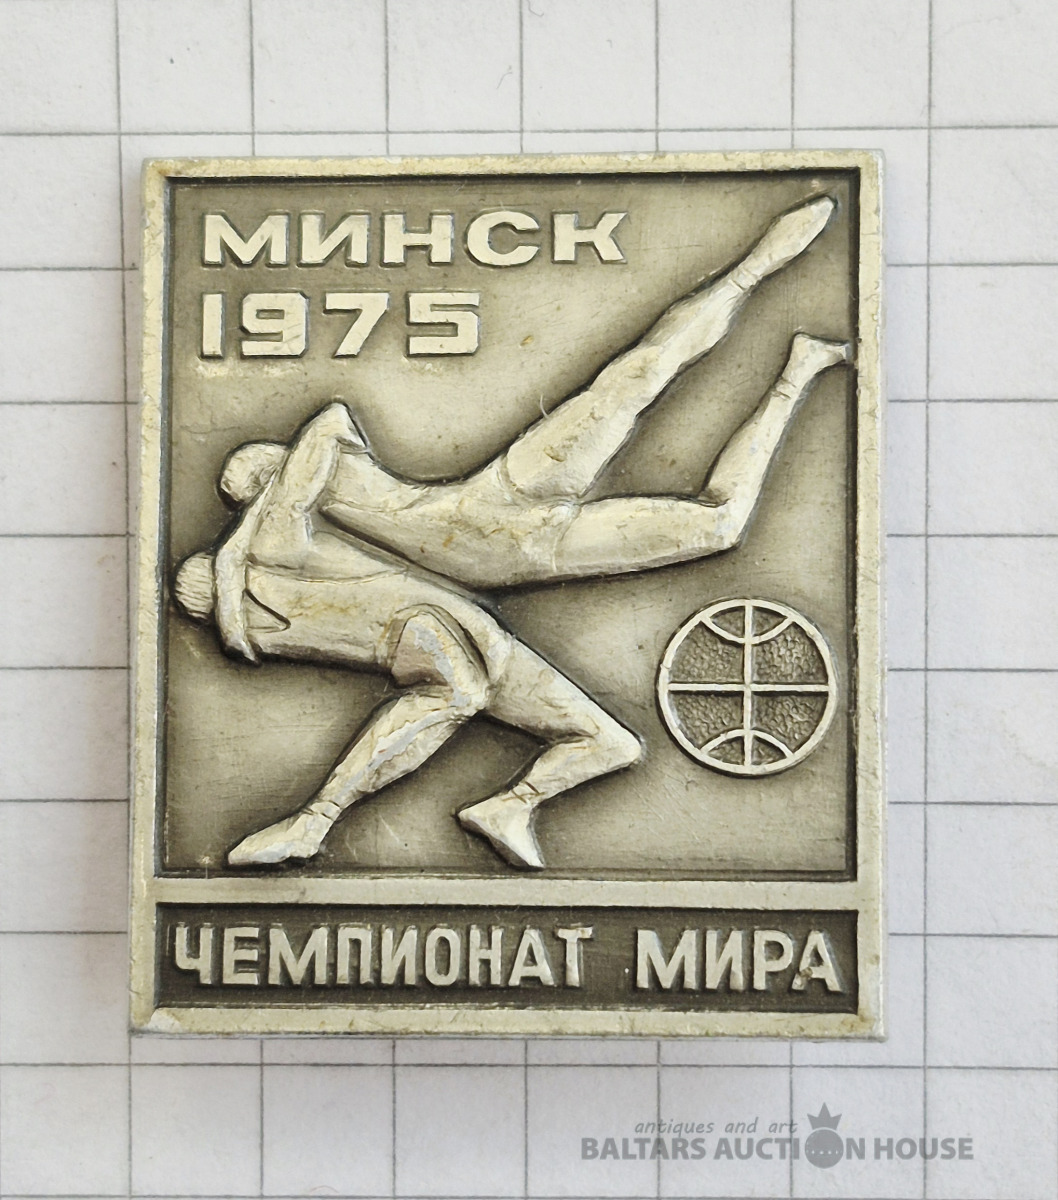 МИНСК
1975
ЧЕМПИОНАТ МИРА
antiques and art
BALTARS AUCTION HOUSE